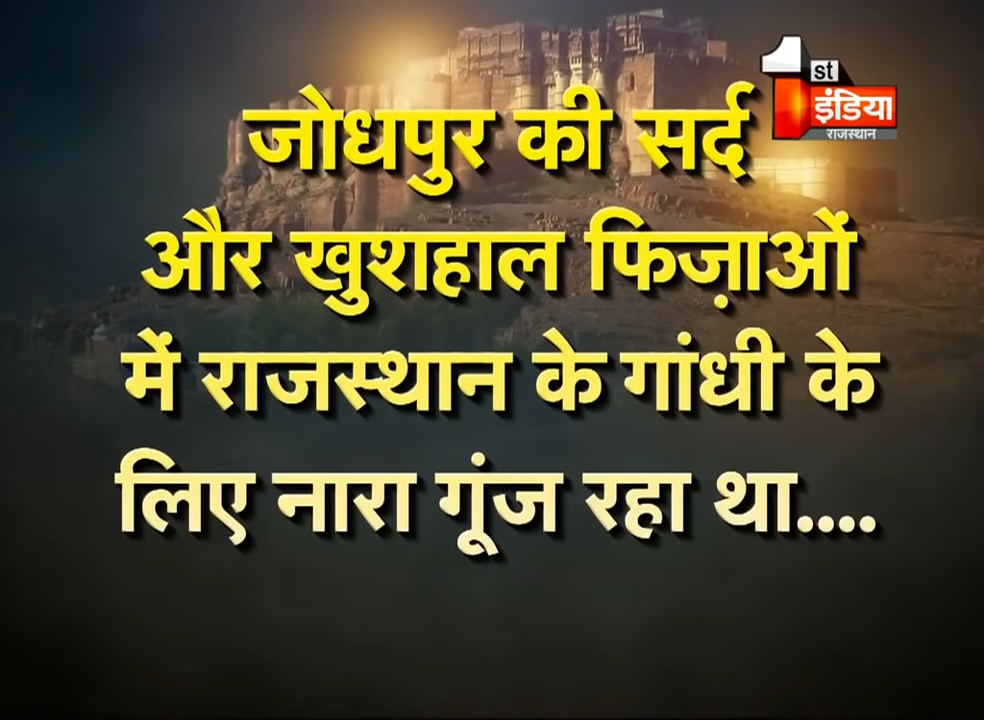 1st
इंडिया
राजस्थान
जोधपुर की सर्द
और खुशहाल फिज़ाओं
में राजस्थान के गांधी के
लिए नारा गूंज रहा था....